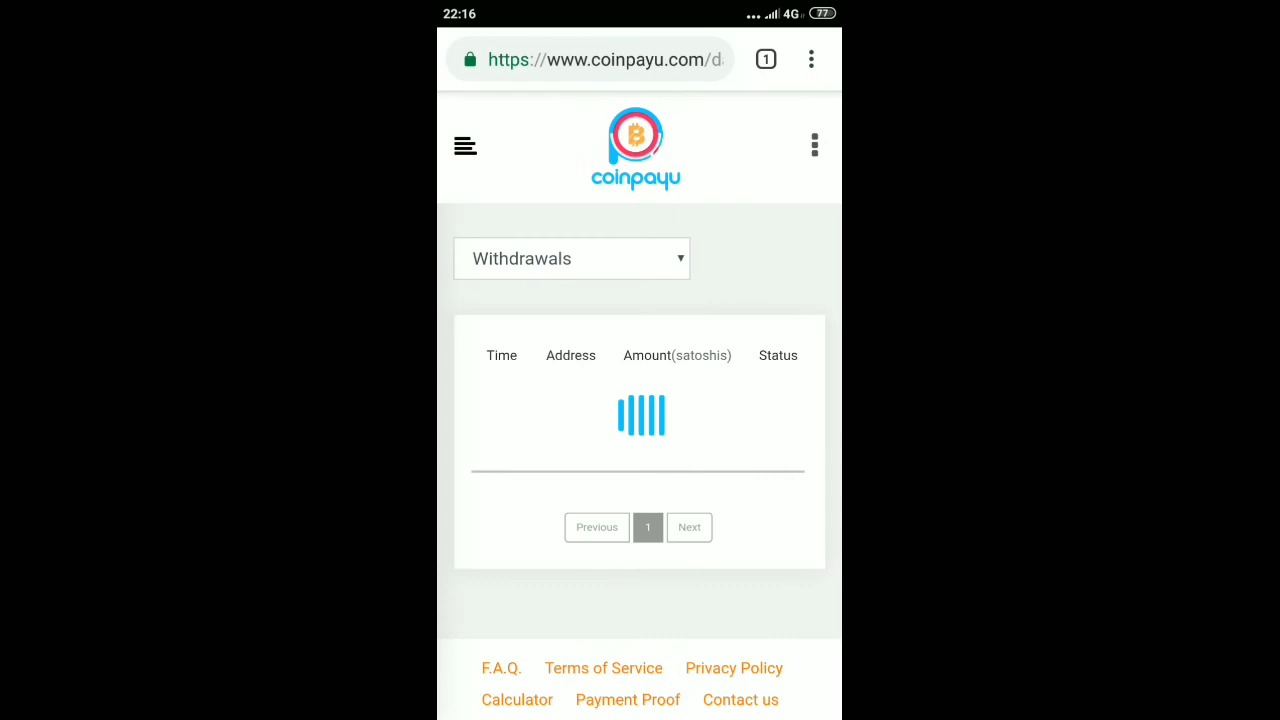 22:16 4G 77
https://www.coinpayu.com/d
1
coinpayu
Withdrawals
Time Address Amount(satoshis) Status
Previous 1 Next
F.A.Q. Terms of Service Privacy Policy
Calculator Payment Proof Contact us